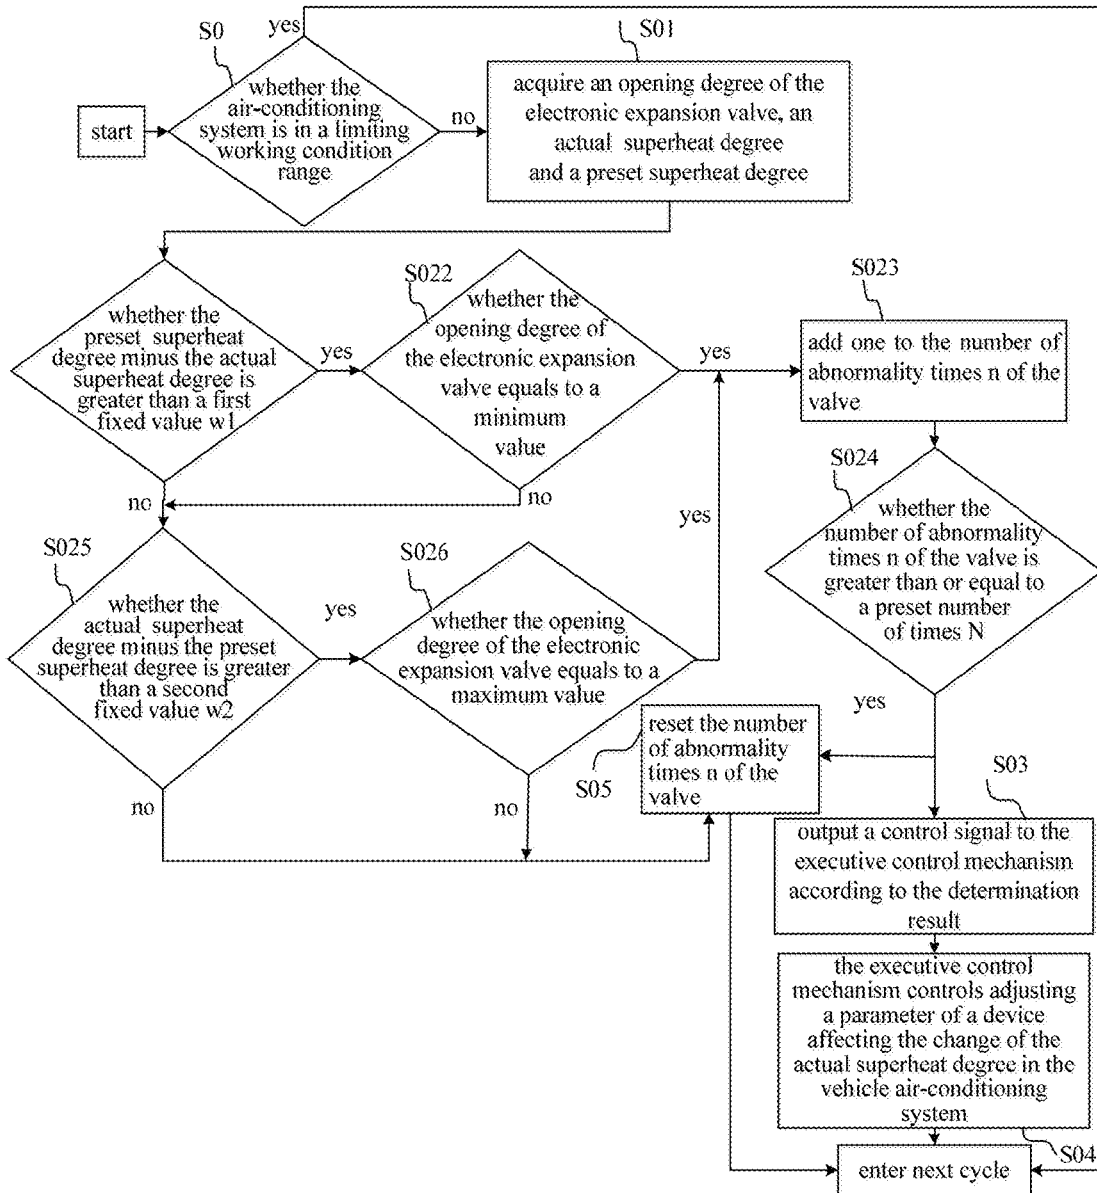 yes
S0
S01
start
whether the
air-conditioning
system is in a limiting
working condition
range
no
acquire an opening degree of the
electronic expansion valve, an
actual superheat degree
and a preset superheat degree
S022
S023
whether the
preset superheat
degree minus the actual
superheat degree is
greater than a first
fixed value w1
yes
whether the
opening degree of
the electronic expansion
valve equals to a
minimum
value
yes
add one to the number of
abnormality times n of the
valve
no
no
S024
yes
whether the
number of abnormality
times n of the valve is
greater than or equal to
a preset number
of times N
S025
S026
whether the
actual superheat
degree minus the preset
superheat degree is greater
than a second
fixed value w2
yes
whether the opening
degree of the electronic
expansion valve equals to a
maximum value
yes
no
no
S05
reset the number
of abnormality
times n of the
valve
S03
output a control signal to the
executive control mechanism
according to the determination
result
the executive control
mechanism controls adjusting
a parameter of a device
affecting the change of the
actual superheat degree in the
vehicle air-conditioning
system
S04
enter next cycle